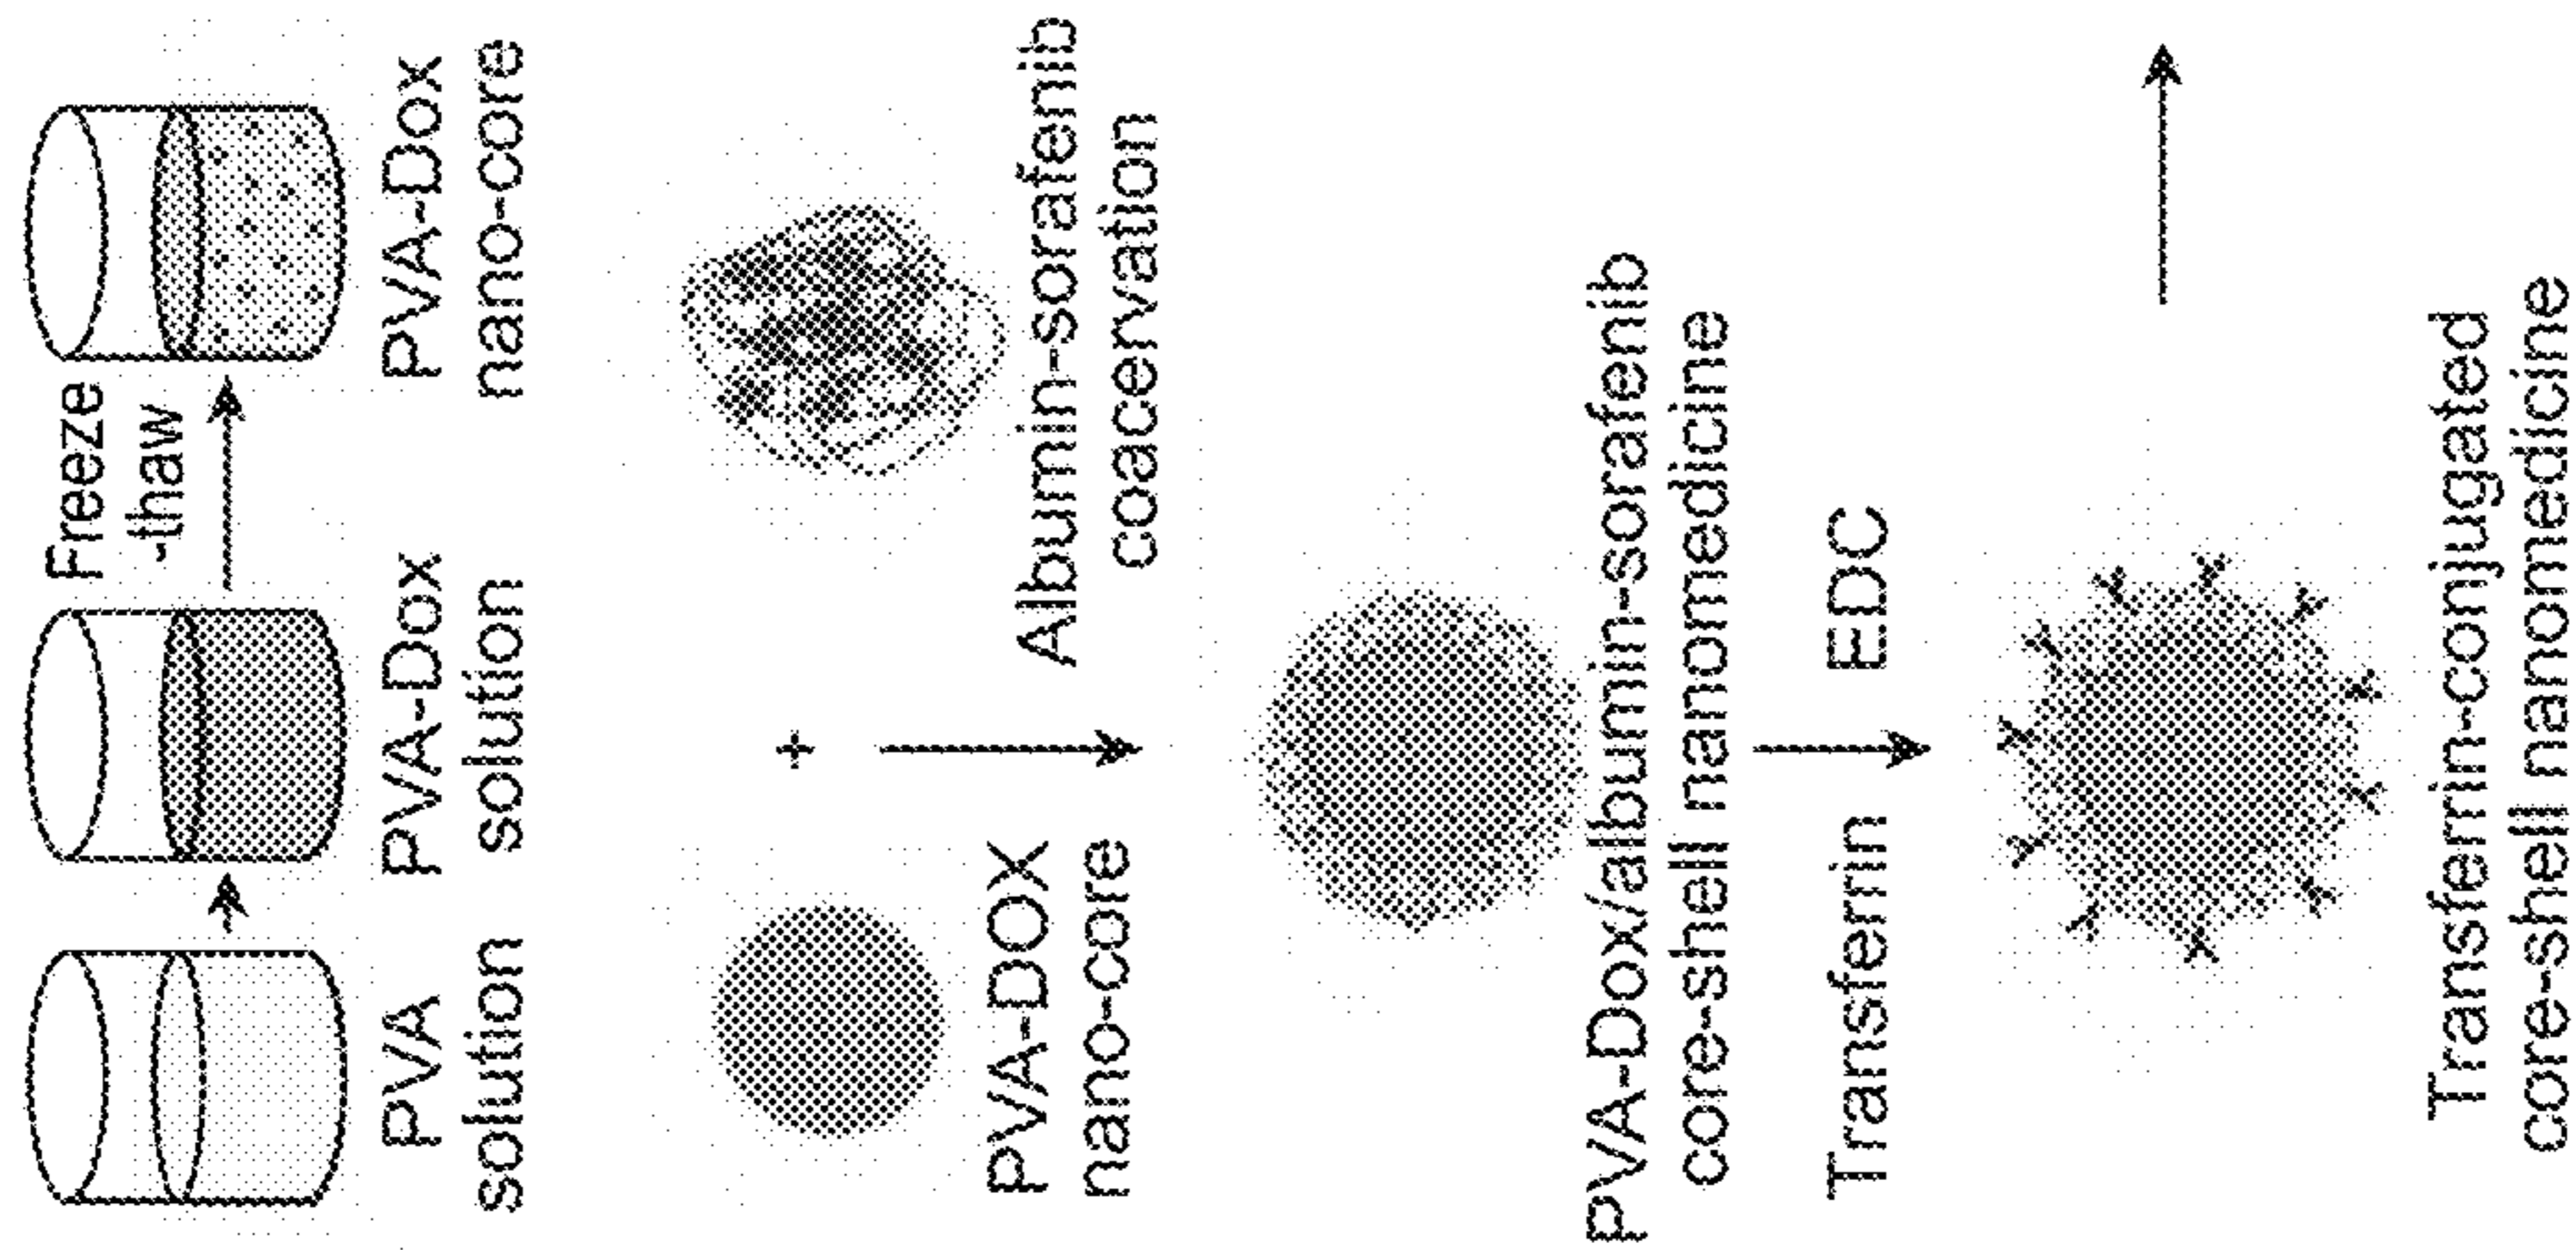 PVA
solution
PVA-Dox
solution
Freeze
-thaw
PVA-Dox
nano-core
PVA-DOX
nano-core
+
Albumin-sorafenib
coacervation
PVA-Dox/albumin-sorafenib
core-shell nanomedicine
Transferrin EDC
Transferrin-conjugated
core-shell nanomedicine